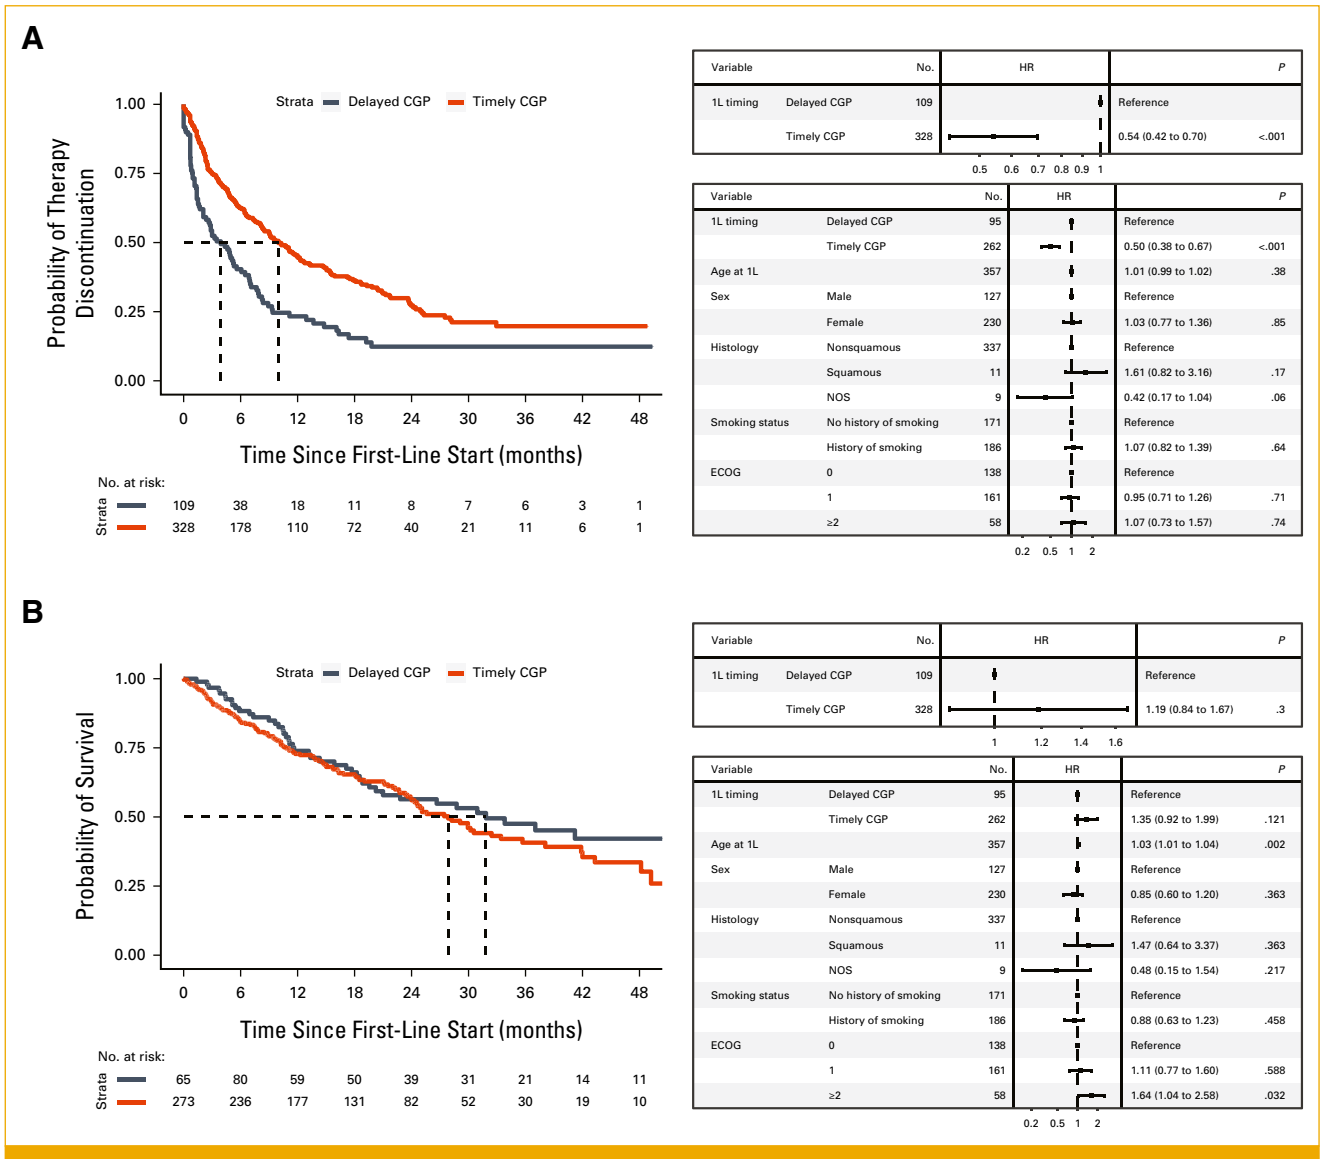 A
Strata Delayed CGP Timely CGP
Probability of Therapy
Discontinuation
1.00
0.75
0.50
0.25
0.00
0 6 12 18 24 30 36 42 48
Time Since First-Line Start (months)
No. at risk:
Strata
109 38 18 11 8 7 6 3 1
328 178 110 72 40 21 11 6 1
Variable No. HR P
1L timing Delayed CGP 109 Reference
Timely CGP 328 0.54 (0.42 to 0.70) <.001
0.5 0.6 0.7 0.8 0.9 1
Variable No. HR P
1L timing Delayed CGP 95 Reference
Timely CGP 262 0.50 (0.38 to 0.67) <.001
Age at 1L 357 1.01 (0.99 to 1.02) .38
Sex Male 127 Reference
Female 230 1.03 (0.77 to 1.36) .85
Histology Nonsquamous 337 Reference
Squamous 11 1.61 (0.82 to 3.16) .17
NOS 9 0.42 (0.17 to 1.04) .06
Smoking status No history of smoking 171 Reference
History of smoking 186 1.07 (0.82 to 1.39) .64
ECOG 0 138 Reference
1 161 0.95 (0.71 to 1.26) .71
≥2 58 1.07 (0.73 to 1.57) .74
0.2 0.5 1 2
B
Strata Delayed CGP Timely CGP
Probability of Survival
1.00
0.75
0.50
0.25
0.00
0 6 12 18 24 30 36 42 48
Time Since First-Line Start (months)
No. at risk:
Strata
65 80 59 50 39 31 21 14 11
273 236 177 131 82 52 30 19 10
Variable No. HR P
1L timing Delayed CGP 109 Reference
Timely CGP 328 1.19 (0.84 to 1.67) .3
1 1.2 1.4 1.6
Variable No. HR P
1L timing Delayed CGP 95 Reference
Timely CGP 262 1.35 (0.92 to 1.99) .121
Age at 1L 357 1.03 (1.01 to 1.04) .002
Sex Male 127 Reference
Female 230 0.85 (0.60 to 1.20) .363
Histology Nonsquamous 337 Reference
Squamous 11 1.47 (0.64 to 3.37) .363
NOS 9 0.48 (0.15 to 1.54) .217
Smoking status No history of smoking 171 Reference
History of smoking 186 0.88 (0.63 to 1.23) .458
ECOG 0 138 Reference
1 161 1.11 (0.77 to 1.60) .588
≥2 58 1.64 (1.04 to 2.58) .032
0.2 0.5 1 2